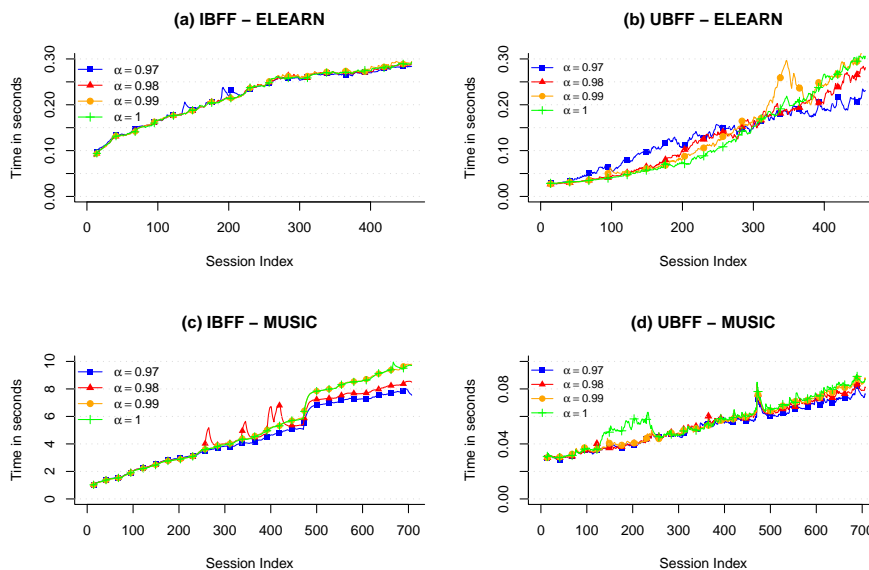 (a) IBFF − ELEARN
Time in seconds
0.00 0.10 0.20 0.30
α = 0.97
α = 0.98
α = 0.99
α = 1
0 100 200 300 400
Session Index
(b) UBFF − ELEARN
Time in seconds
0.00 0.10 0.20 0.30
α = 0.97
α = 0.98
α = 0.99
α = 1
0 100 200 300 400
Session Index
(c) IBFF − MUSIC
Time in seconds
0 2 4 6 8 10
α = 0.97
α = 0.98
α = 0.99
α = 1
0 100 200 300 400 500 600 700
Session Index
(d) UBFF − MUSIC
Time in seconds
0.00 0.04 0.08
α = 0.97
α = 0.98
α = 0.99
α = 1
0 100 200 300 400 500 600 700
Session Index